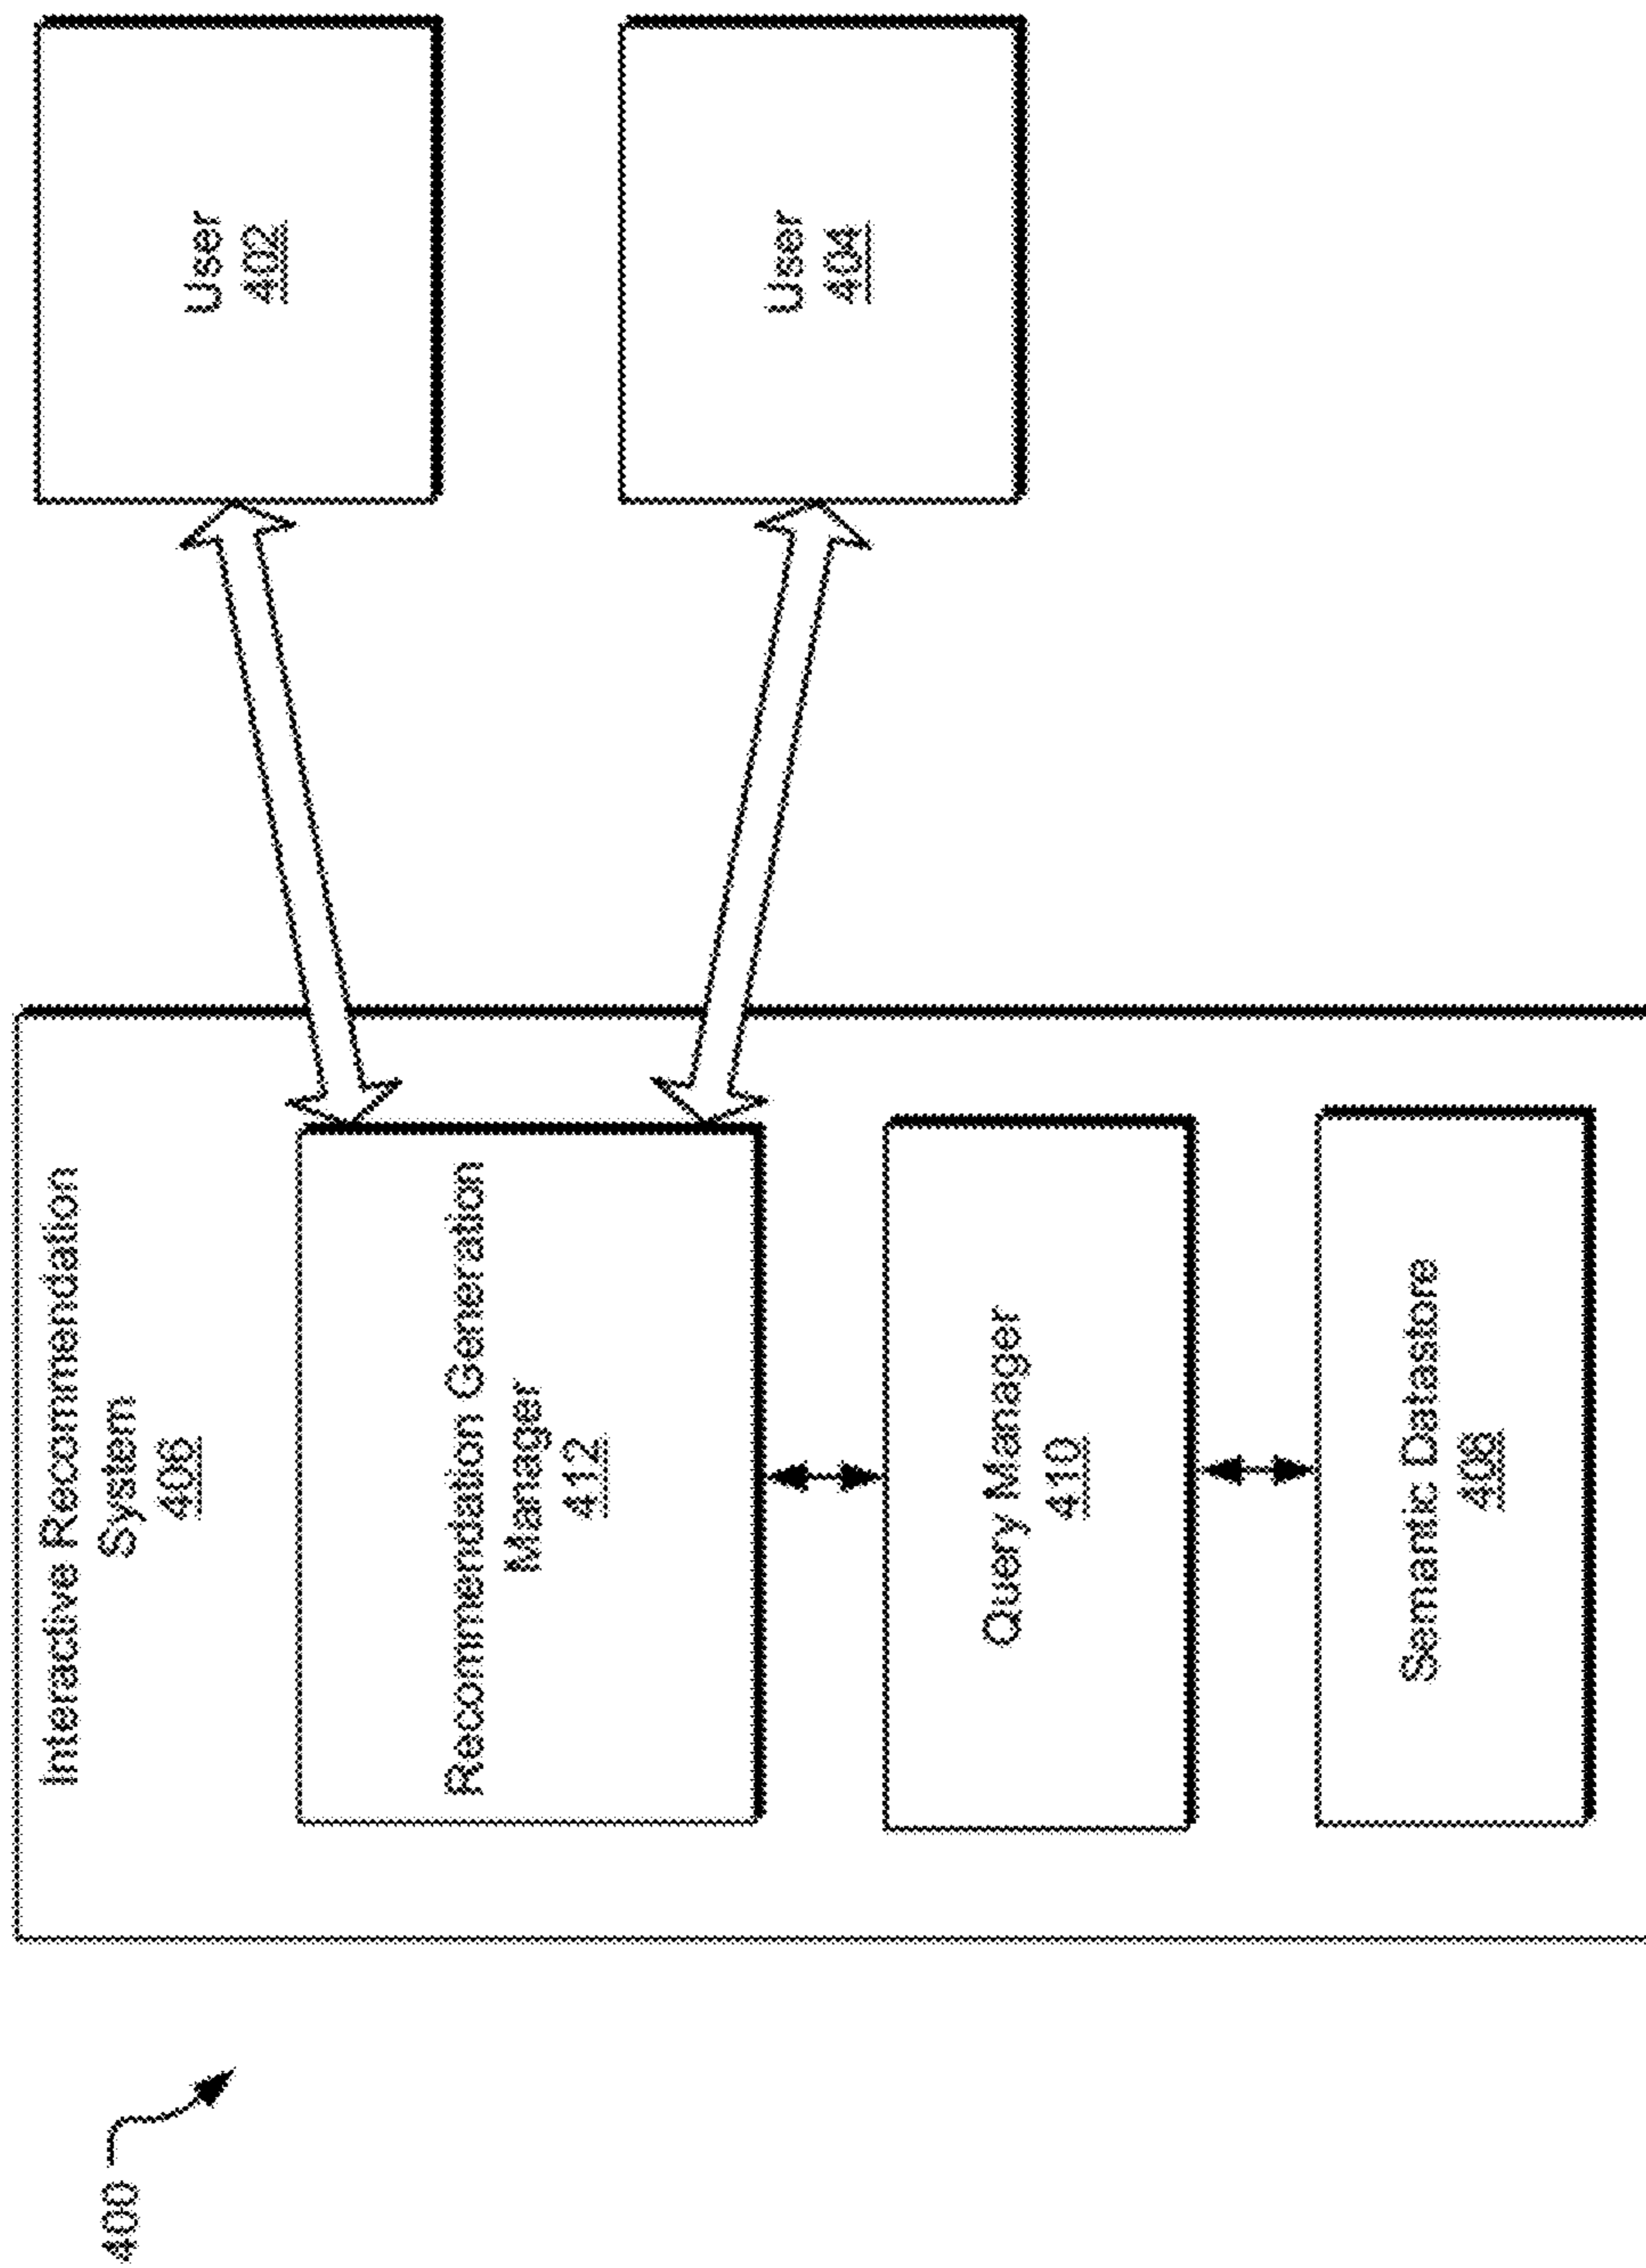 400
Interactive Recommendation
System
406
Recommendation Generation
Manager
412
Query Manager
410
Semantic Datastore
408
User
402
User
404